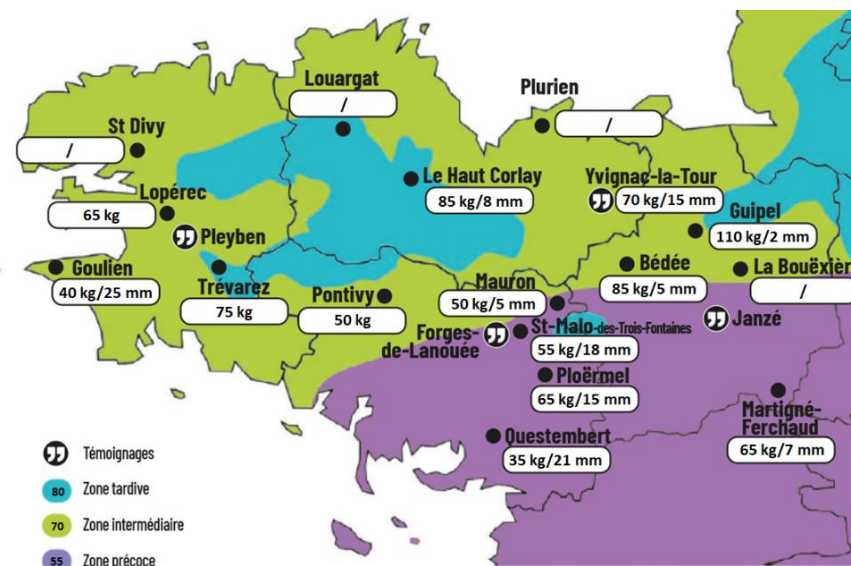 Louargat
/
Plurien
/
St Divy
/
Le Haut Corlay
85 kg/8 mm
Yvignac-la-Tour
70 kg/15 mm
Lopérec
65 kg
Guipel
110 kg/2 mm
Pleyben
Goulien
40 kg/25 mm
Trévarez
75 kg
Pontivy
50 kg
Mauron
50 kg/5 mm
Bédée
85 kg/5 mm
La Bouëxièr
/
Forges-
de-Lanouée
St-Malo-des-Trois-Fontaines
55 kg/18 mm
Janzé
Ploërmel
65 kg/15 mm
Martigné-
Ferchaud
65 kg/7 mm
Questembert
35 kg/21 mm
Témoignages
80 Zone tardive
70 Zone intermédiaire
55 Zone précoce